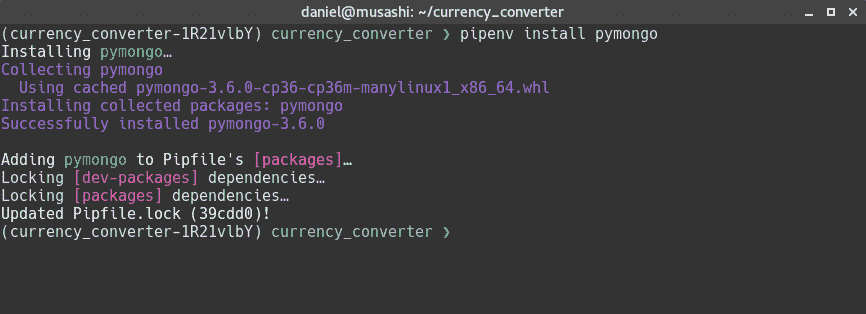 daniel@musashi: ~/currency_converter
(currency_converter-1R21vlbY) currency_converter ❯ pipenv install pymongo
Installing pymongo…
Collecting pymongo
  Using cached pymongo-3.6.0-cp36-cp36m-manylinux1_x86_64.whl
Installing collected packages: pymongo
Successfully installed pymongo-3.6.0

Adding pymongo to Pipfile's [packages]…
Locking [dev-packages] dependencies…
Locking [packages] dependencies…
Updated Pipfile.lock (39cdd0)!
(currency_converter-1R21vlbY) currency_converter ❯